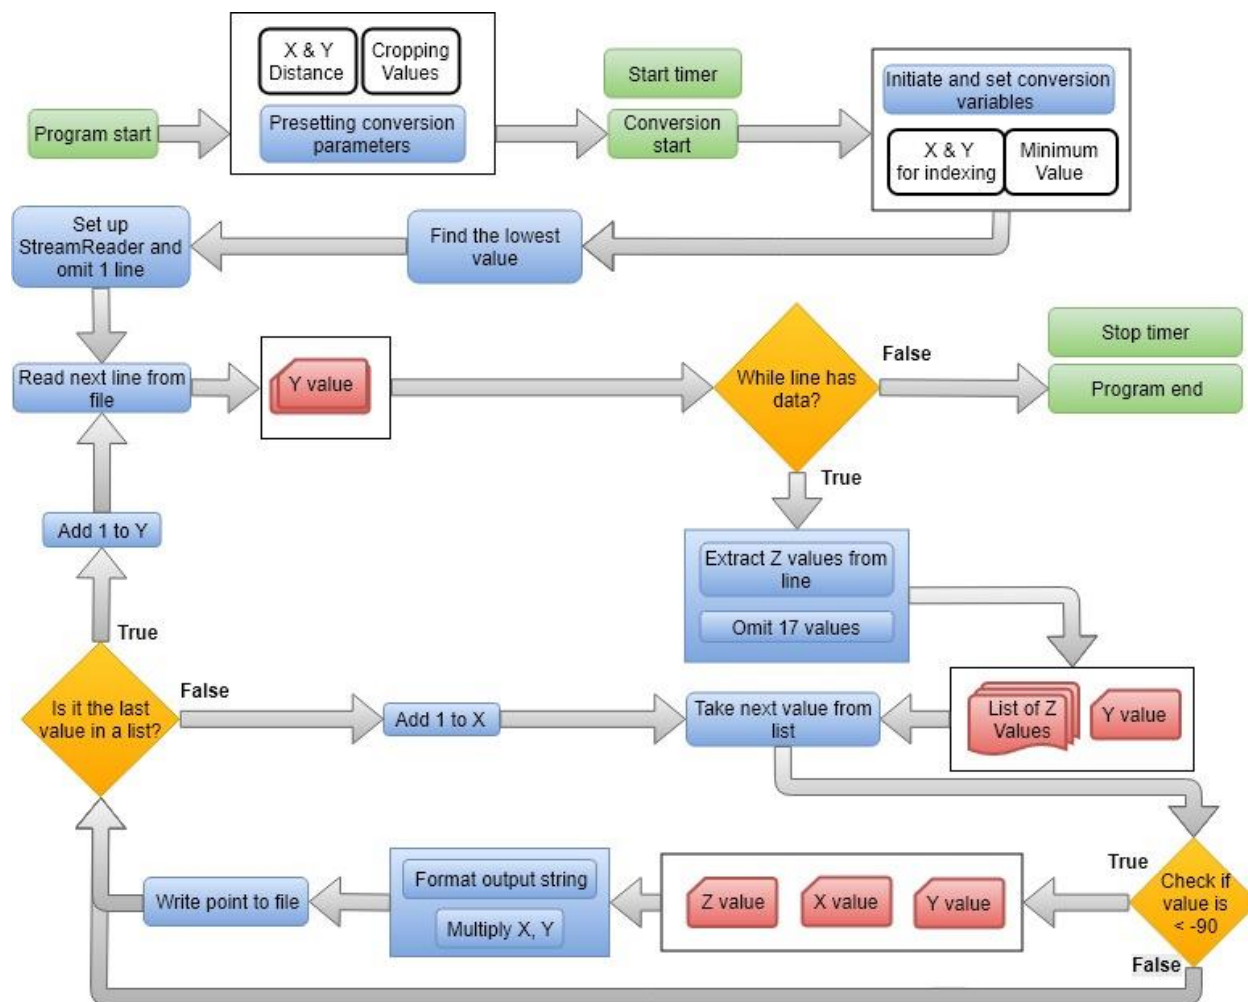 X & Y
Distance
Cropping
Values
Program start
Presetting conversion
parameters
Start timer
Conversion
start
Initiate and set conversion
variables
X & Y
for indexing
Minimum
Value
Set up
StreamReader and
omit 1 line
Find the lowest
value
Read next line from
file
Y value
While line has
data?
False
Stop timer
Program end
True
Add 1 to Y
Extract Z values from
line
Omit 17 values
True
Is it the last
value in a list?
False
Add 1 to X
Take next value from
list
List of Z
Values
Y value
Write point to file
Format output string
Multiply X, Y
Z value
X value
Y value
True
Check if
value is
< -90
False